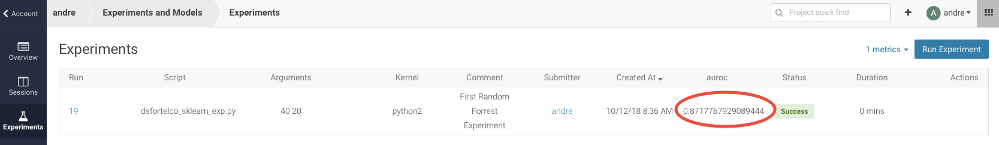 Account
andre
Experiments and Models
Experiments
Project quick find
A
andre
Overview
Sessions
Experiments
Experiments
1 metrics
Run Experiment
Run Script Arguments Kernel Comment Submitter Created At auroc Status Duration Actions
19 dsfortelco_sklearn_exp.py 40 20 python2 First Random
Forrest
Experiment andre 10/12/18 8:36 AM 0.8717767929089444 Success 0 mins